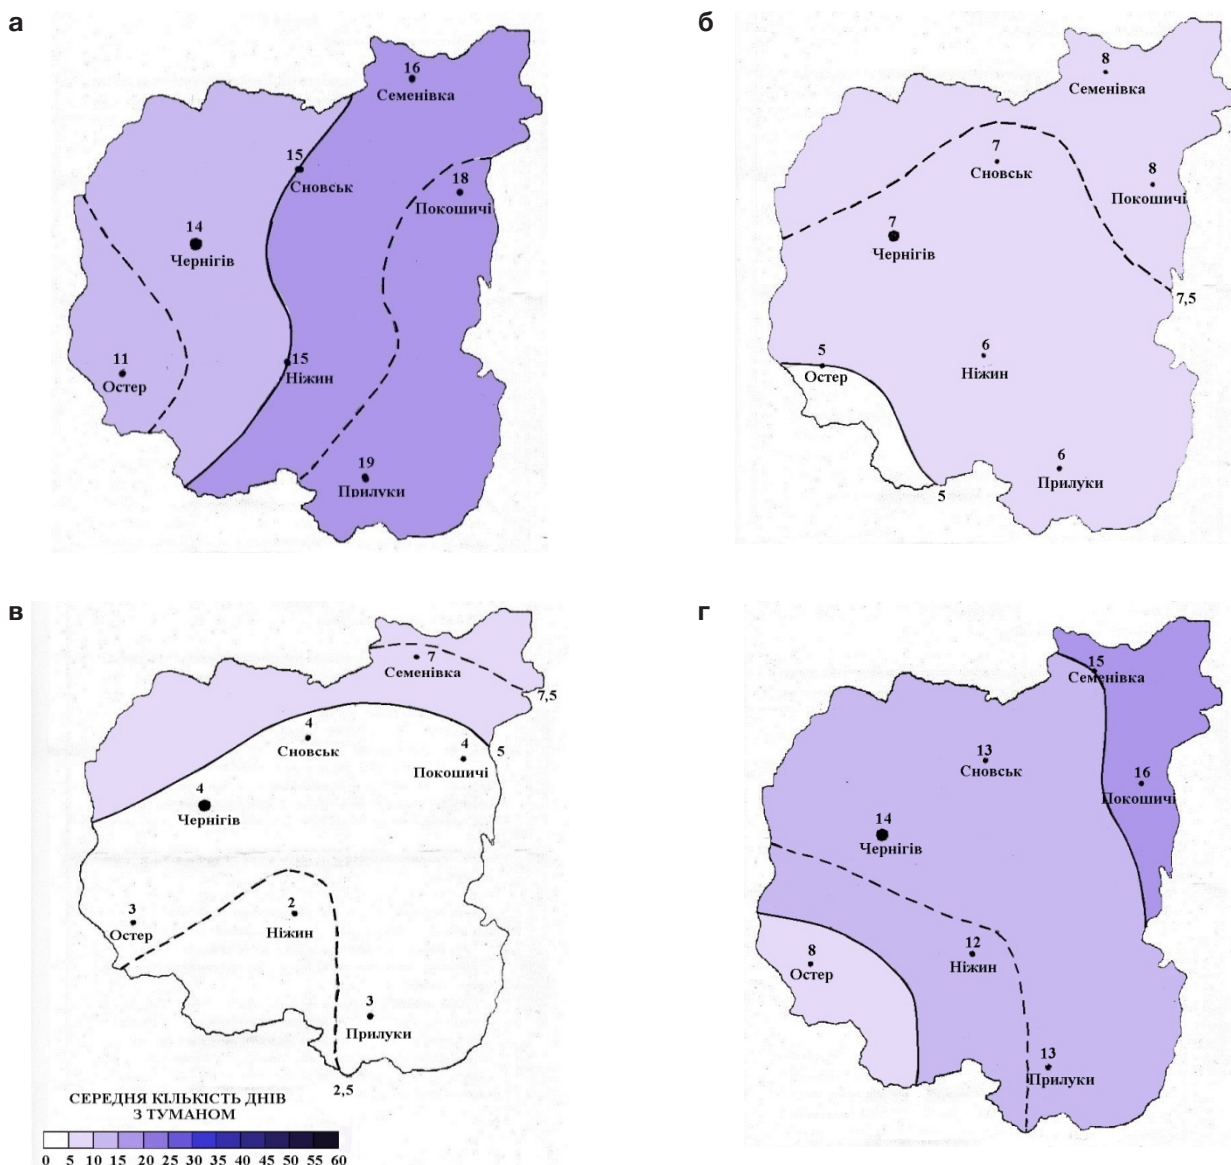 а
16
Семенівка
15
Сновськ
18
Покошичі
14
Чернігів
11
Остер
15
Ніжин
19
Прилуки
б
8
Семенівка
7
Сновськ
8
Покошичі
7
Чернігів
7,5
5
Остер
6
Ніжин
6
Прилуки
5
в
7
Семенівка
7,5
4
Сновськ
4
Покошичі
5
4
Чернігів
3
Остер
2
Ніжин
3
Прилуки
2,5
СЕРЕДНЯ КІЛЬКІСТЬ ДНІВ
З ТУМАНОМ
0 5 10 15 20 25 30 35 40 45 50 55 60
г
15
Семенівка
13
Сновськ
16
Покошичі
14
Чернігів
8
Остер
12
Ніжин
13
Прилуки